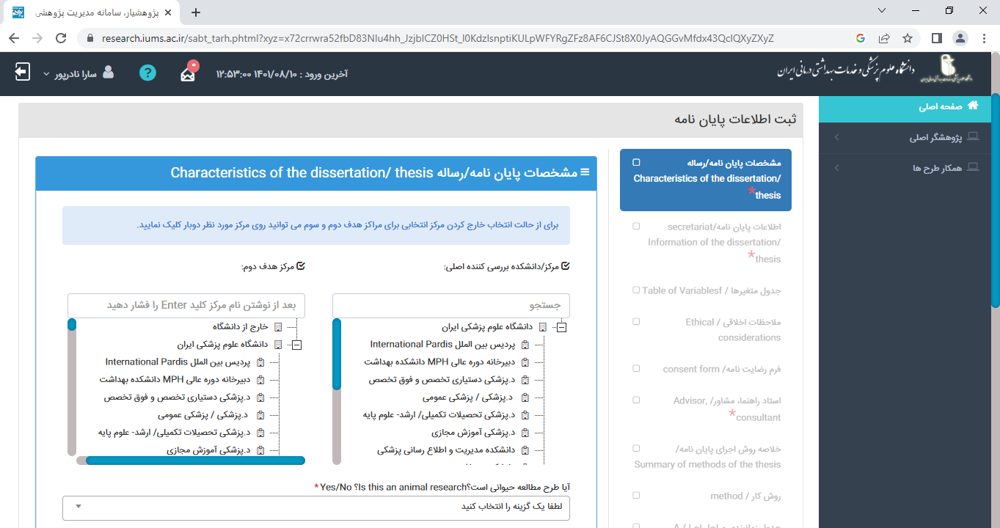 پژوهشیار، سامانه مدیریت پژوهشی
research.iums.ac.ir/sabt_tarh.phtml?xyz=x72crrwra52fbD83Nlu4hh_JzjbICZ0HSt_I0KdzIsnptiKULpWFYRgZFz8AF6CJSt8X0JyAQGGvMfdx43QclQXyZXyZ
دانشگاه علوم پزشکی و خدمات بهداشتی درمانی ایران
آخرین ورود : ۱۴۰۱/۰۸/۱۰ ۱۲:۵۳:۰۰
۰
سارا نادرپور
صفحه اصلی
پژوهشگر اصلی
همکار طرح ها
ثبت اطلاعات پایان نامه
مشخصات پایان نامه/رساله
Characteristics of the dissertation/
thesis*
اطلاعات پایان نامه/secretariat
Information of the dissertation/
thesis*
جدول متغیرها / Table of Variablesf
ملاحظات اخلاقی / Ethical
considerations
فرم رضایت نامه/ consent form
استاد راهنما، مشاور/ Advisor,
consultant*
خلاصه روش اجرای پایان نامه/
Summary of methods of the thesis
روش کار / method
مشخصات پایان نامه/رساله Characteristics of the dissertation/ thesis
برای از حالت انتخاب خارج کردن مرکز انتخابی برای مراکز هدف دوم و سوم می توانید روی مرکز مورد نظر دوبار کلیک نمایید.
مرکز/دانشکده بررسی کننده اصلی:
جستجو
دانشگاه علوم پزشکی ایران
پردیس بین الملل International Pardis
دبیرخانه دوره عالی MPH دانشکده بهداشت
د.پزشکی دستیاری تخصص و فوق تخصص
د.پزشکی / پزشکی عمومی
د.پزشکی تحصیلات تکمیلی/ ارشد- علوم پایه
د.پزشکی آموزش مجازی
دانشکده مدیریت و اطلاع رسانی پزشکی
مرکز هدف دوم:
بعد از نوشتن نام مرکز کلید Enter را فشار دهید
خارج از دانشگاه
دانشگاه علوم پزشکی ایران
پردیس بین الملل International Pardis
دبیرخانه دوره عالی MPH دانشکده بهداشت
د.پزشکی دستیاری تخصص و فوق تخصص
د.پزشکی / پزشکی عمومی
د.پزشکی تحصیلات تکمیلی/ ارشد- علوم پایه
د.پزشکی آموزش مجازی
آیا طرح مطالعه حیوانی است؟Is this an animal research؟ Yes/No *
لطفا یک گزینه را انتخاب کنید